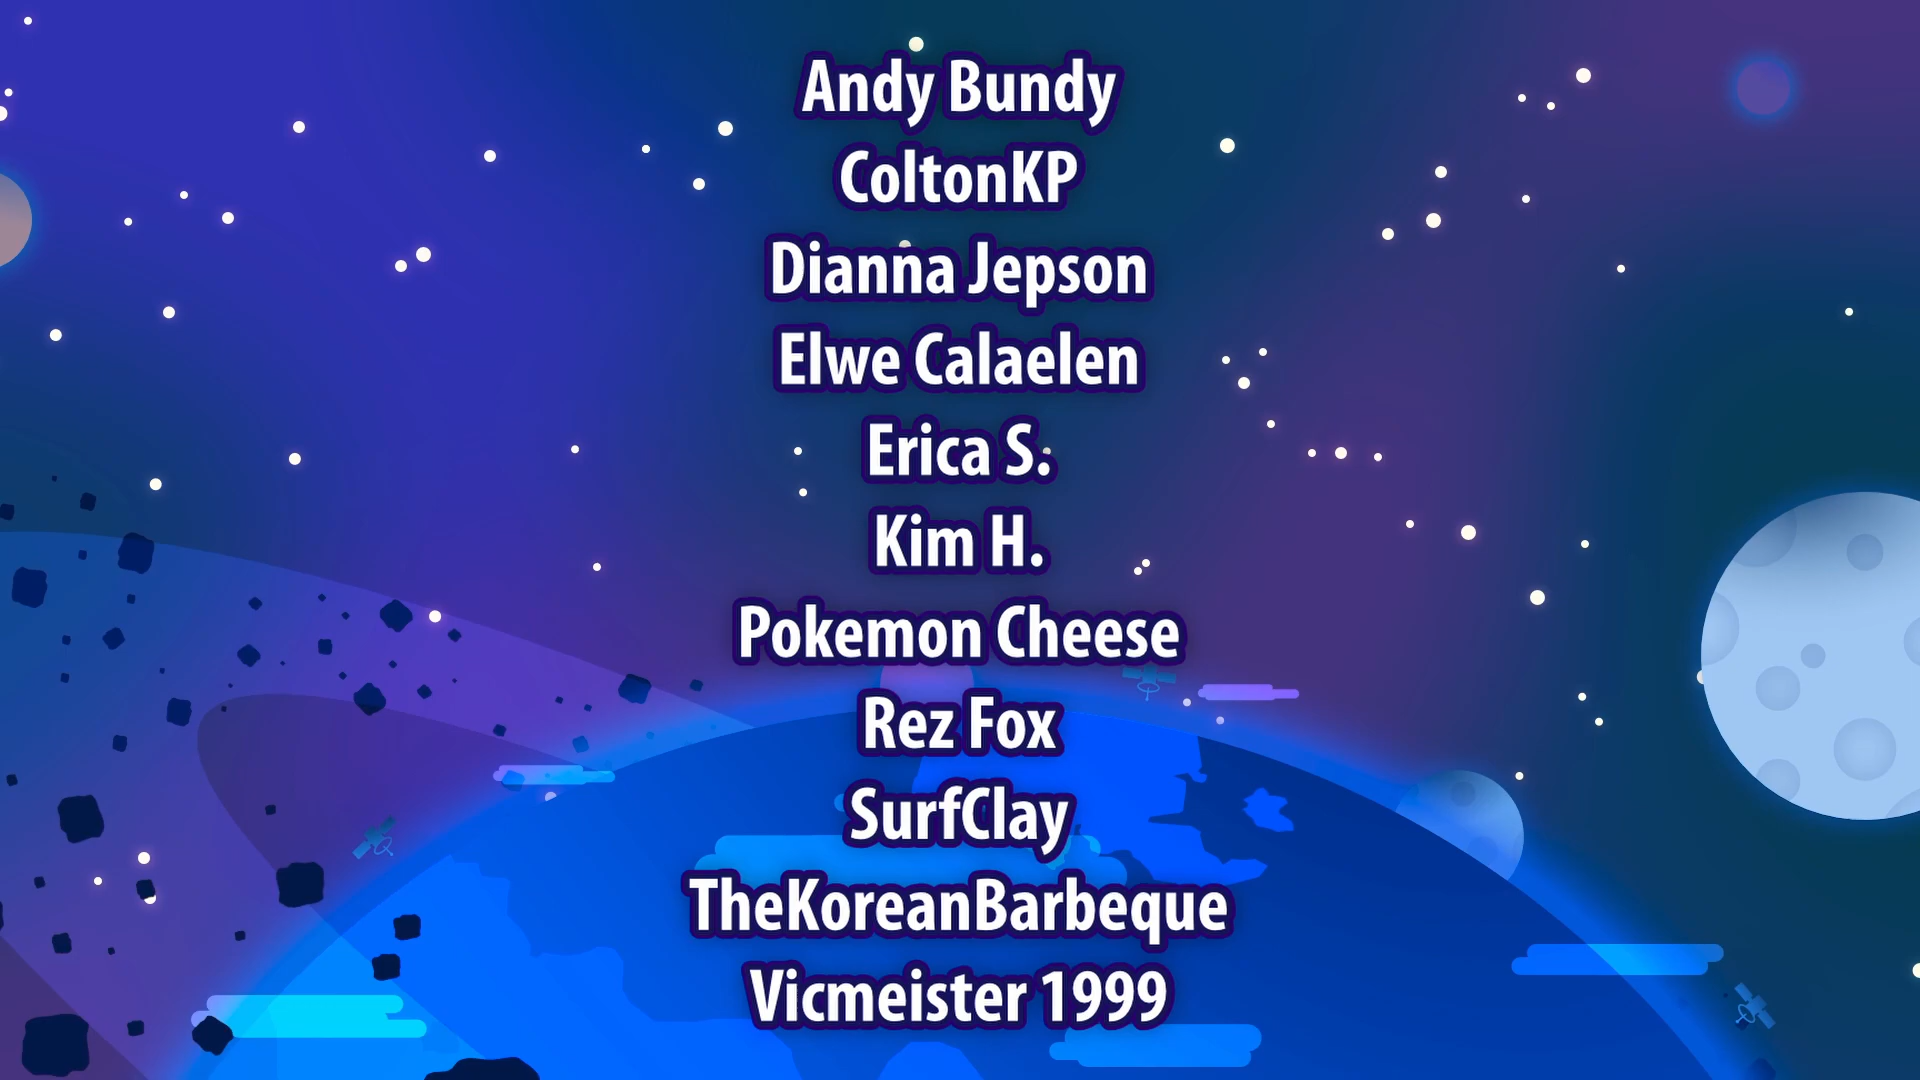 Andy Bundy
ColtonKP
Dianna Jepson
Elwe Calaelen
Erica S.
Kim H.
Pokemon Cheese
Rez Fox
SurfClay
TheKoreanBarbeque
Vicmeister 1999